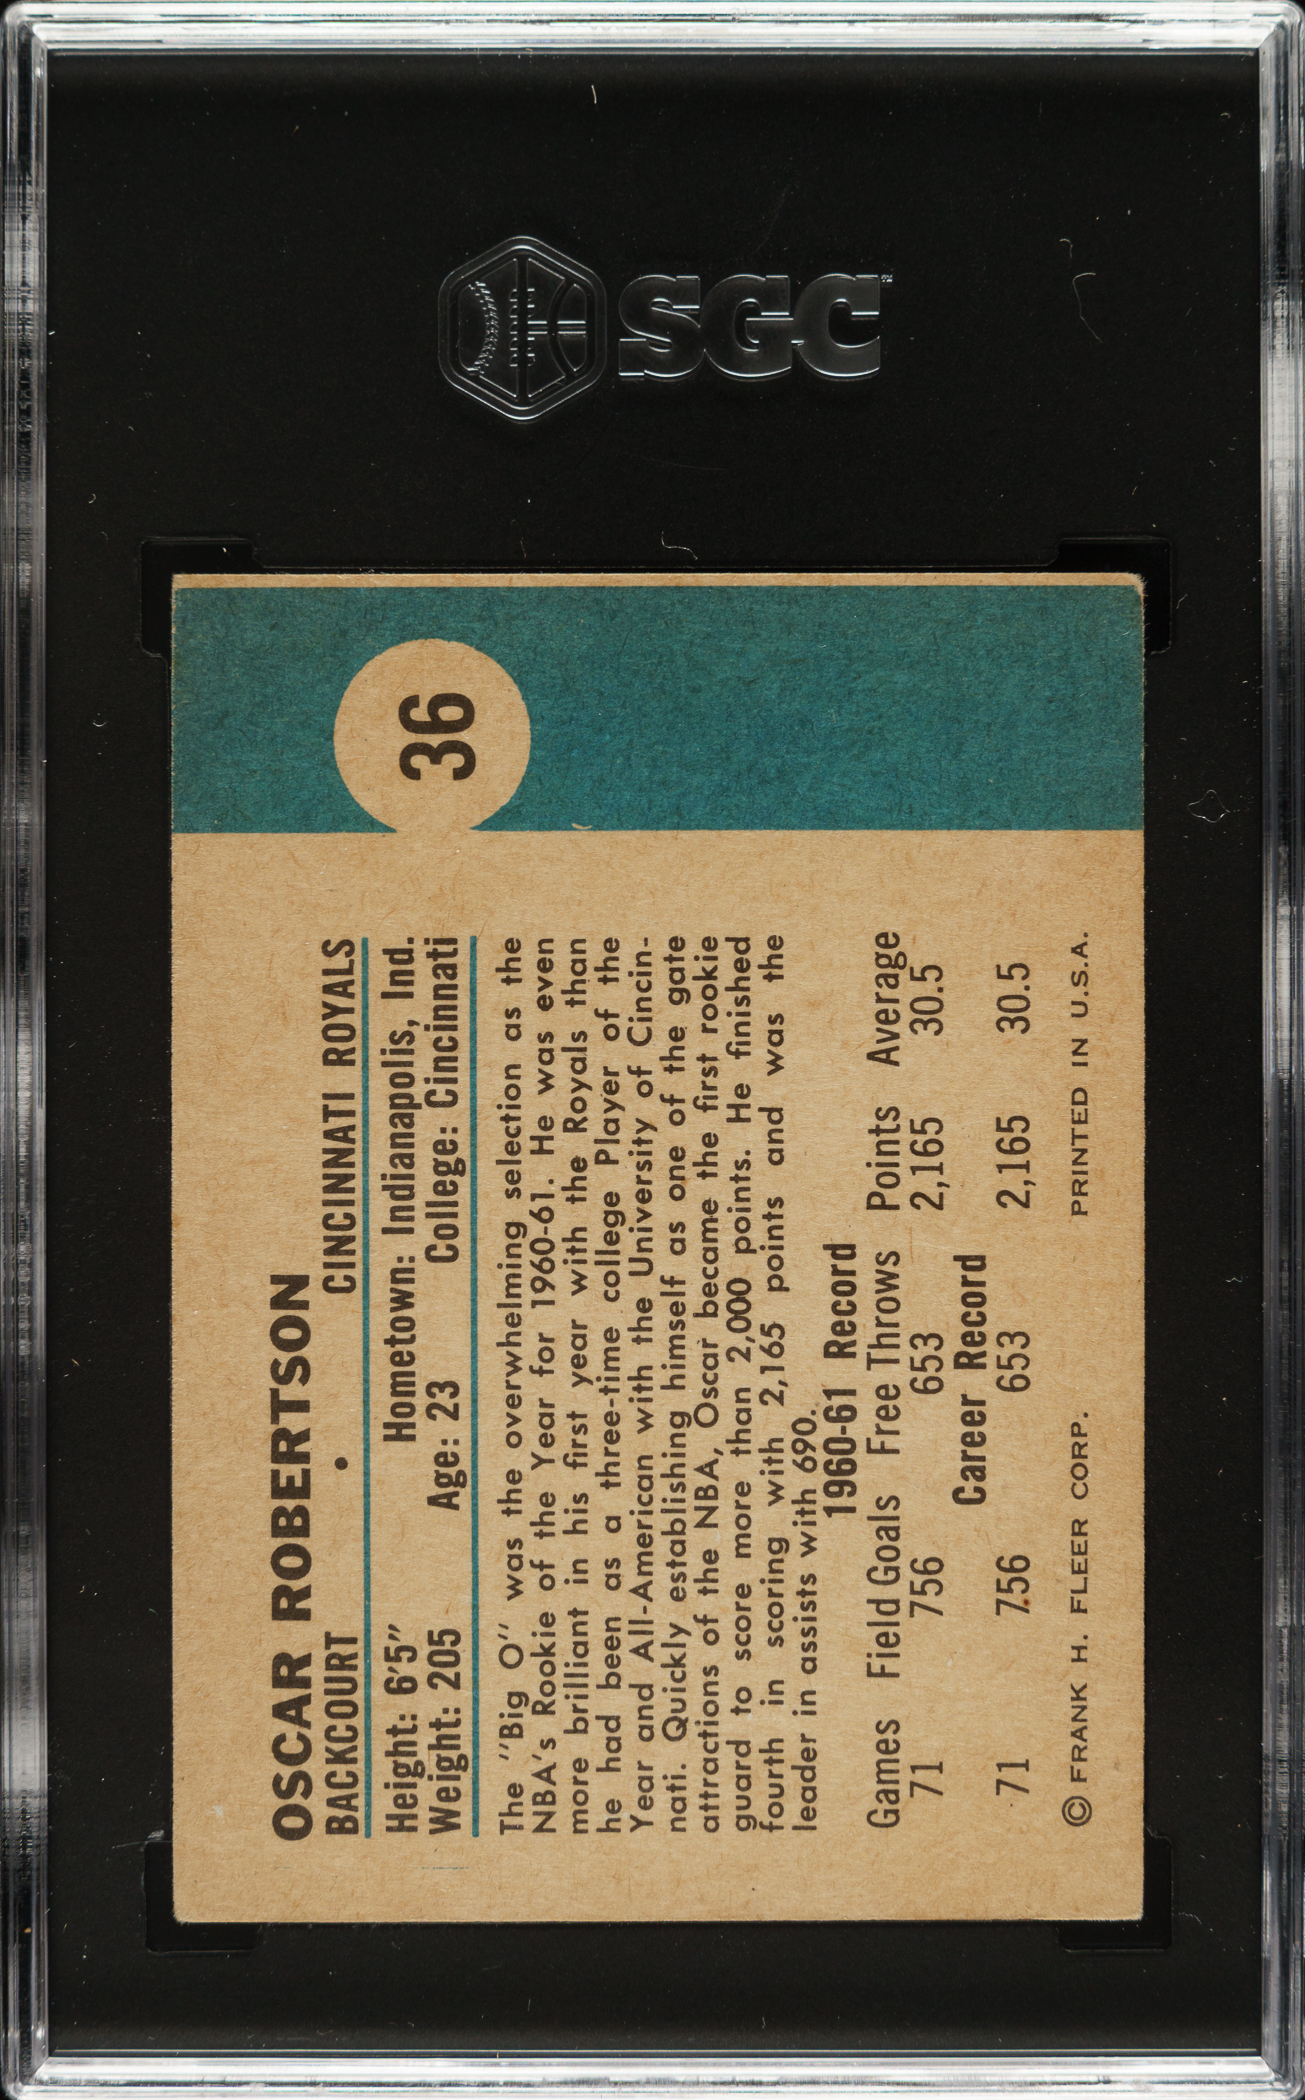 SGC
™
36
OSCAR ROBERTSON
BACKCOURT • CINCINNATI ROYALS
Height: 6'5" Hometown: Indianapolis, Ind.
Weight: 205 Age: 23 College: Cincinnati
The "Big O" was the overwhelming selection as the
NBA's Rookie of the Year for 1960-61. He was even
more brilliant in his first year with the Royals than
he had been as a three-time college Player of the
Year and All-American with the University of Cincin-
nati. Quickly establishing himself as one of the gate
attractions of the NBA, Oscar became the first rookie
guard to score more than 2,000 points. He finished
fourth in scoring with 2,165 points and was the
leader in assists with 690.
1960-61 Record
Games Field Goals Free Throws Points Average
71 756 653 2,165 30.5
Career Record
71 756 653 2,165 30.5
© FRANK H. FLEER CORP. PRINTED IN U.S.A.